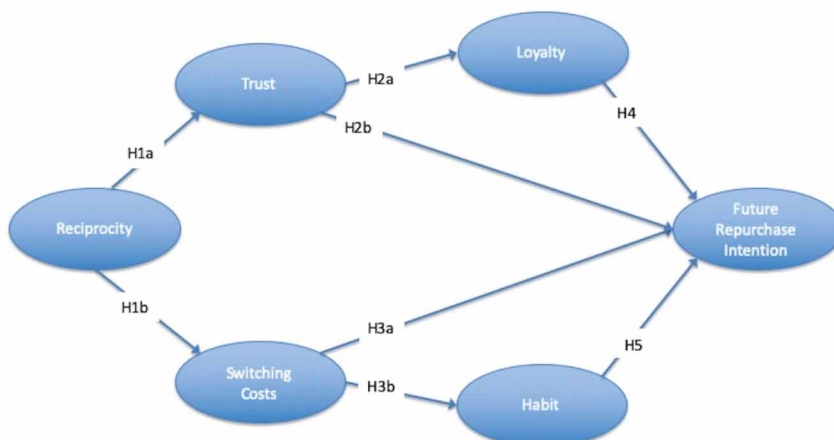 Loyalty
Trust
H2a
H4
H2b
H1a
Reciprocity
Future
Repurchase
Intention
H1b
H3a
H5
Switching
Costs
H3b
Habit